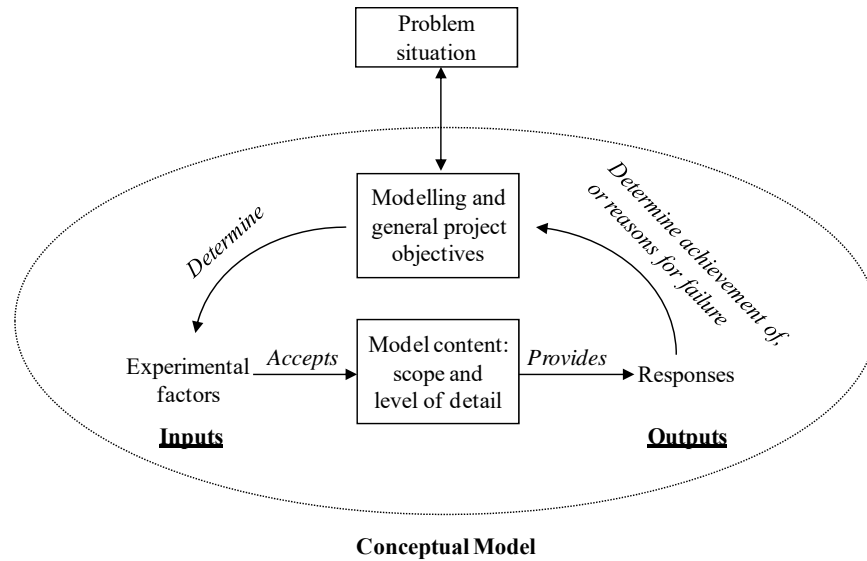 Problem
situation
Modelling and
general project
objectives
Determine
Determine achievement of,
or reasons for failure
Experimental
factors
Accepts
Model content:
scope and
level of detail
Provides
Responses
Inputs
Outputs
Conceptual Model